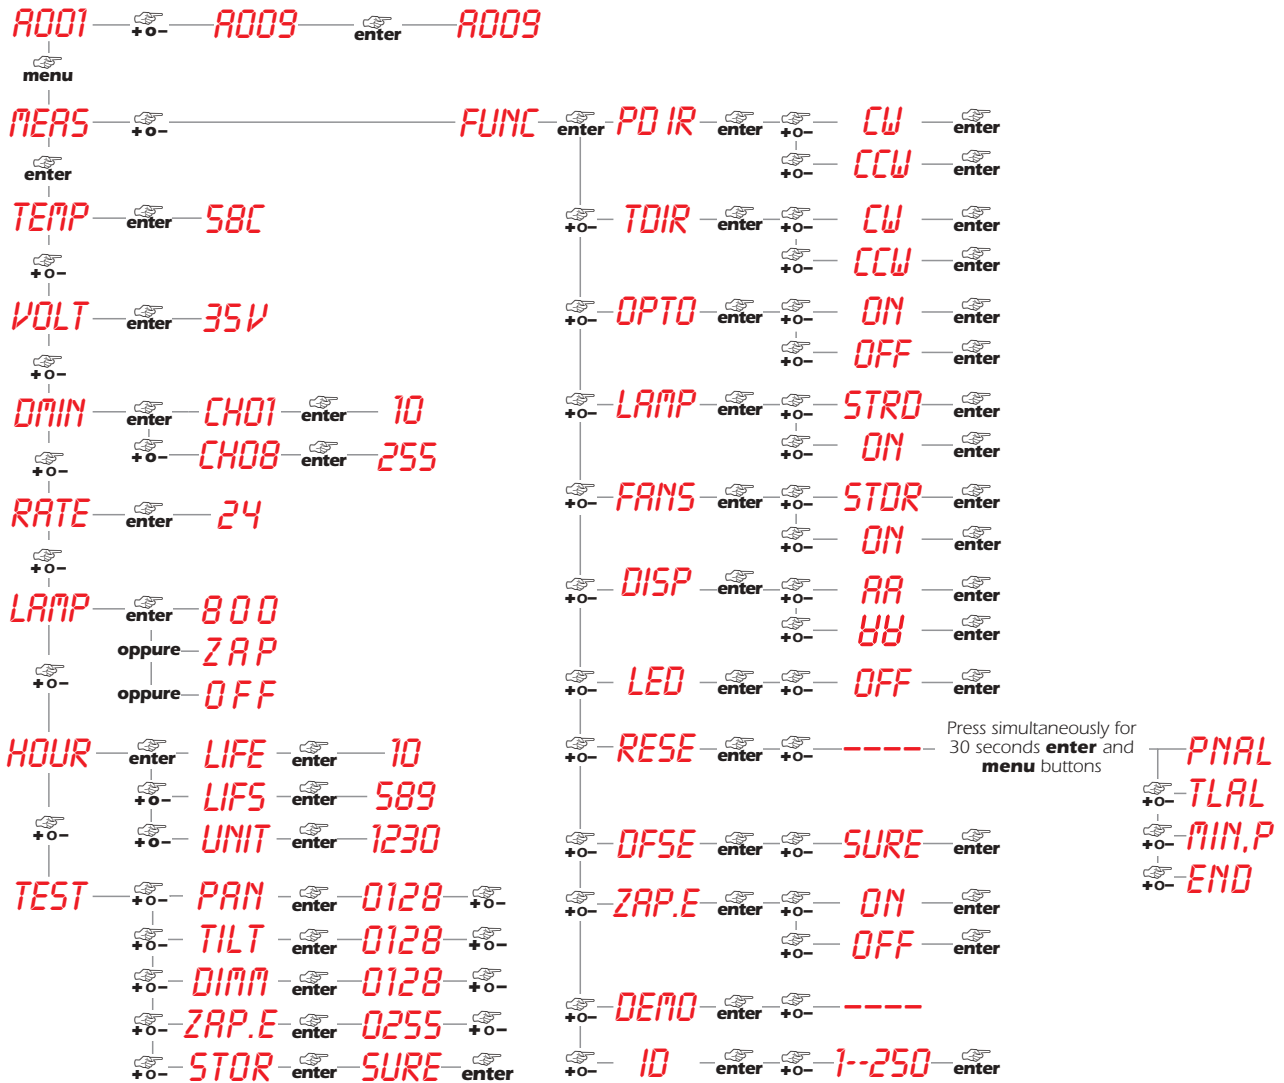 A001 +o- A009 enter A009
menu
MEAS +o- FUNC enter PDIR enter +o- CW enter
+o- CCW enter
enter
TEMP enter 58C +o- TDIR enter +o- CW enter
+o- +o- CCW enter
VOLT enter 35V +o- OPTO enter +o- ON enter
+o- +o- OFF enter
DMIN enter CH01 enter 10 +o- LAMP enter +o- STRD enter
+o- +o- CH08 enter 255 +o- ON enter
RATE enter 24 +o- FANS enter +o- STDR enter
+o- +o- ON enter
LAMP enter 800 +o- DISP enter +o- AA enter
oppure ZAP +o- enter
+o- oppure OFF +o- LED enter +o- OFF enter
HOUR enter LIFE enter 10 +o- RESE enter +o- ----
Press simultaneously for
30 seconds enter and
menu buttons
PNAL
+o- TLAL
+o- MIN,P
+o- END
+o- LIFS enter 589
+o- +o- UNIT enter 1230 +o- DFSE enter +o- SURE enter
TEST +o- PAN enter 0128 +o- +o- ZAP.E enter +o- ON enter
+o- TILT enter 0128 +o- +o- OFF enter
+o- DIMM enter 0128 +o-
+o- ZAP.E enter 0255 +o- +o- DEMO enter +o- ----
+o- STOR enter SURE enter +o- ID enter +o- 1--250 enter